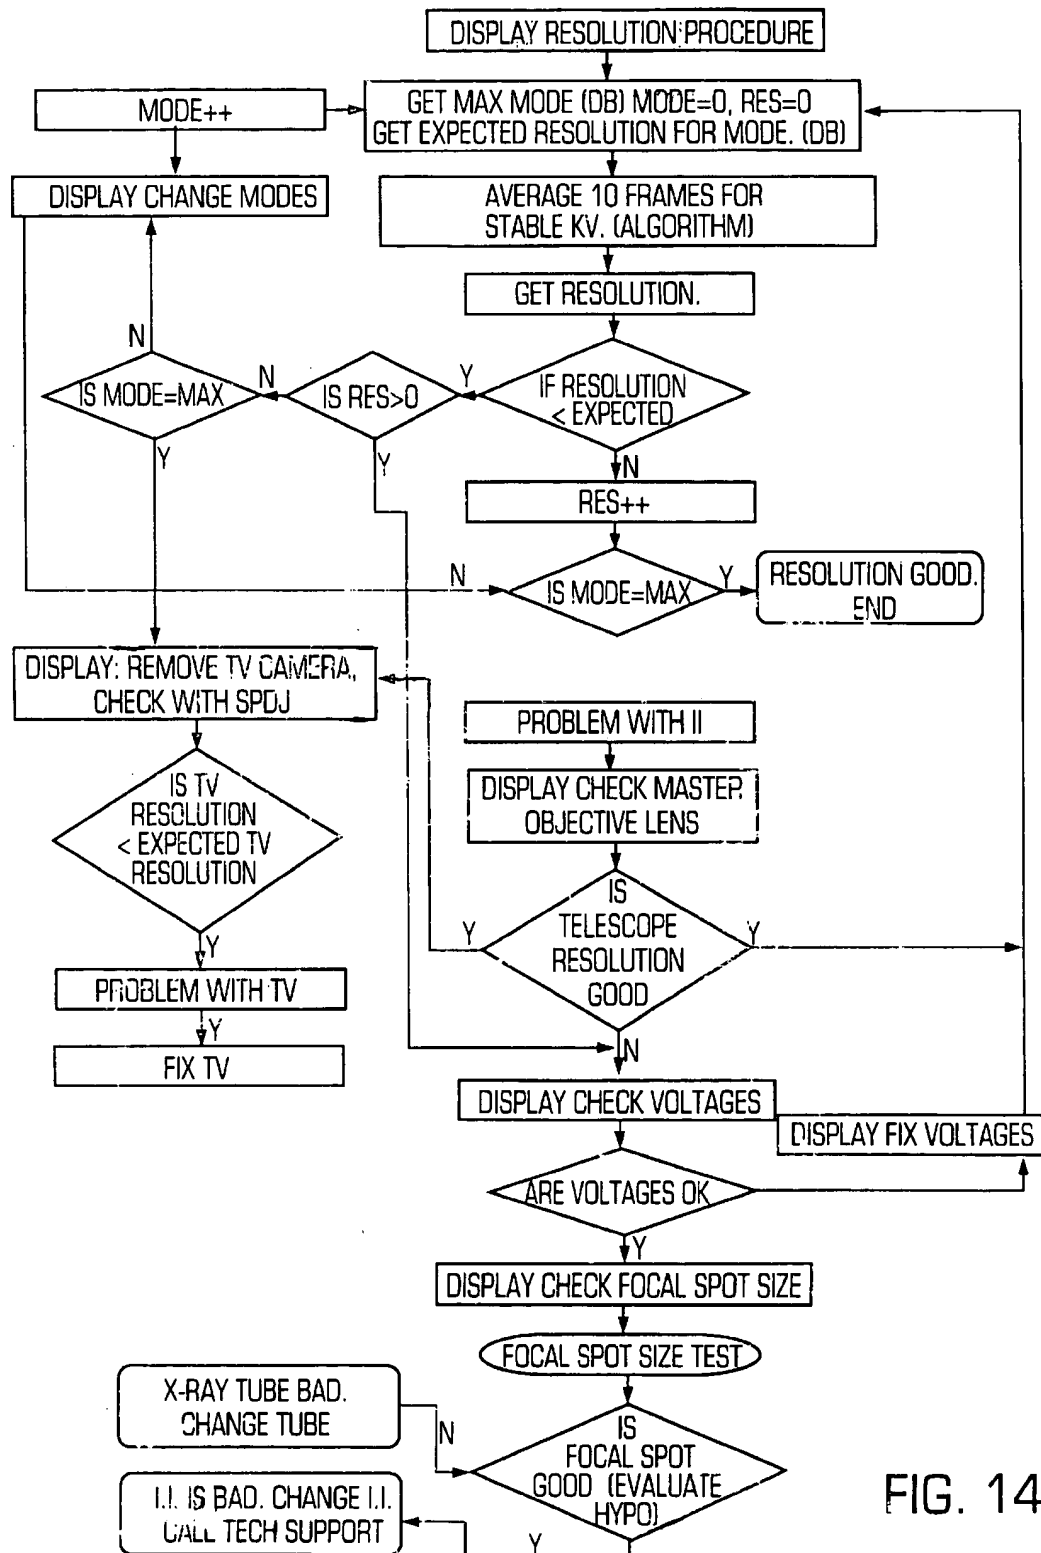 DISPLAY RESOLUTION PROCEDURE
MODE++
GET MAX MODE (DB) MODE=0, RES=0
GET EXPECTED RESOLUTION FOR MODE. (DB)
DISPLAY CHANGE MODES
AVERAGE 10 FRAMES FOR
STABLE KV. (ALGORITHM)
GET RESOLUTION.
N
IS MODE=MAX
N
IS RES>0
Y
IF RESOLUTION
< EXPECTED
Y
Y
N
RES++
N
IS MODE=MAX
Y
RESOLUTION GOOD.
END
DISPLAY: REMOVE TV CAMERA,
CHECK WITH SPDJ
PROBLEM WITH II
DISPLAY CHECK MASTER
OBJECTIVE LENS
IS TV
RESOLUTION
< EXPECTED TV
RESOLUTION
Y
IS
TELESCOPE
RESOLUTION
GOOD
Y
Y
PROBLEM WITH TV
Y
FIX TV
N
DISPLAY CHECK VOLTAGES
DISPLAY FIX VOLTAGES
ARE VOLTAGES OK
Y
DISPLAY CHECK FOCAL SPOT SIZE
FOCAL SPOT SIZE TEST
X-RAY TUBE BAD.
CHANGE TUBE
N
IS
FOCAL SPOT
GOOD (EVALUATE
HYPO)
I.I. IS BAD. CHANGE I.I.
CALL TECH SUPPORT
Y
FIG. 14